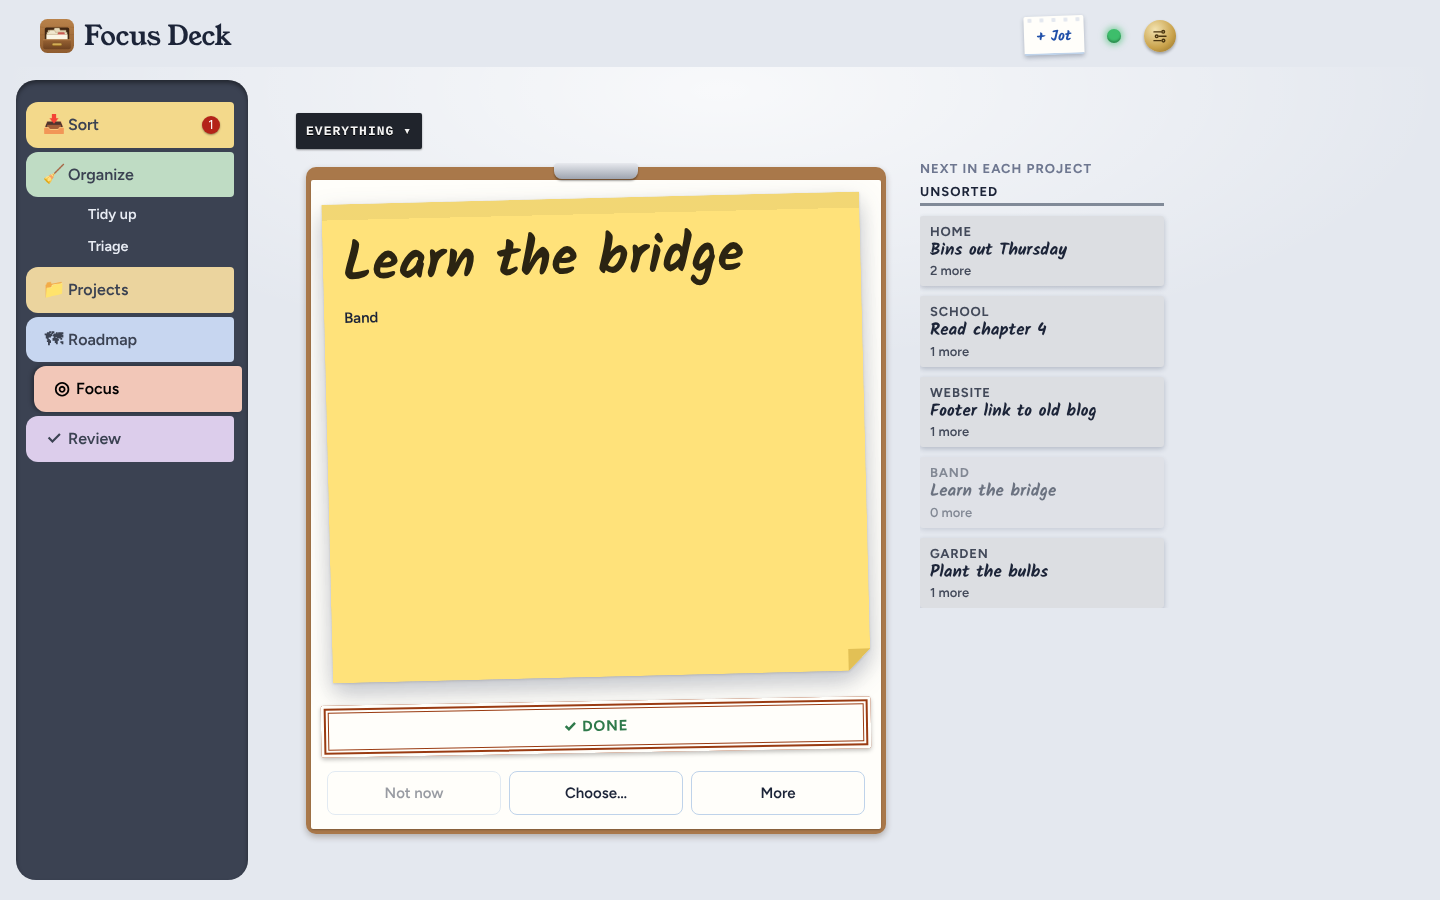 Focus Deck
+ Jot
Sort
1
Organize
Tidy up
Triage
Projects
Roadmap
Focus
Review
EVERYTHING ▾
Learn the bridge
Band
✓ DONE
Not now
Choose...
More
NEXT IN EACH PROJECT
UNSORTED
HOME
Bins out Thursday
2 more
SCHOOL
Read chapter 4
1 more
WEBSITE
Footer link to old blog
1 more
BAND
Learn the bridge
0 more
GARDEN
Plant the bulbs
1 more